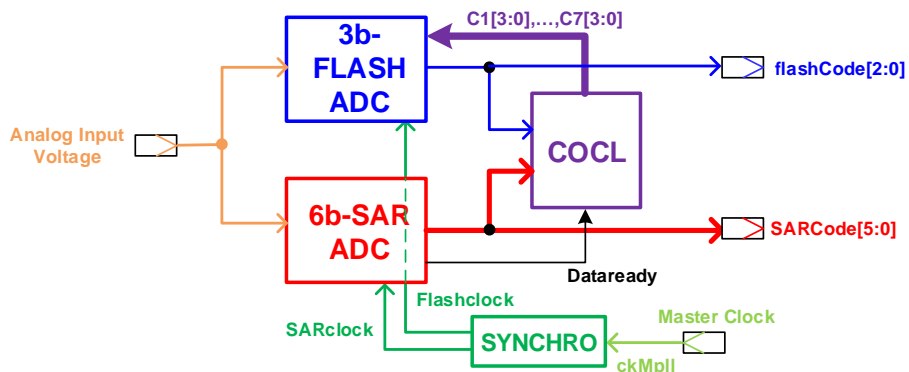 C1[3:0],...,C7[3:0]
3b-
FLASH
ADC
flashCode[2:0]
Analog Input
Voltage
COCL
6b-SAR
ADC
SARCode[5:0]
Dataready
Flashclock
SARclock
Master Clock
SYNCHRO
ckMpll